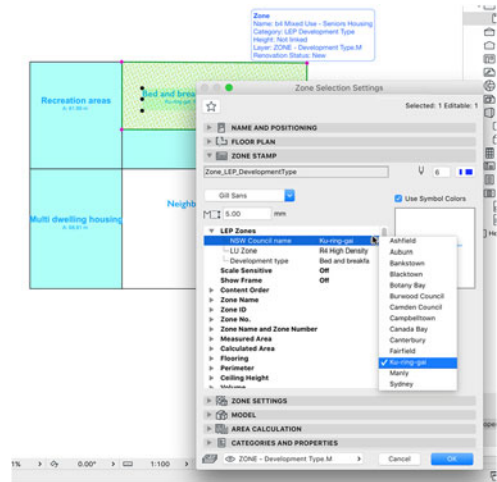 Zone
Name: b4 Mixed Use - Seniors Housing
Category: LEP Development Type
Height: Not linked
Layer: ZONE - Development Type.M
Renovation Status: New
Recreation areas
Bed and brea
Ku-ring-gai
Multi dwelling housing
Neighb
Zone Selection Settings
Selected: 1 Editable: 1
NAME AND POSITIONING
FLOOR PLAN
ZONE STAMP
Zone_LEP_DevelopmentType
6
Gill Sans
Use Symbol Colors
5.00 mm
LEP Zones
NSW Council name Ku-ring-gai
LU Zone R4 High Density
Development type Bed and breakfa
Scale Sensitive Off
Show Frame Off
Content Order
Zone Name
Zone ID
Zone No.
Zone Name and Zone Number
Measured Area
Calculated Area
Flooring
Perimeter
Ceiling Height
Volume
Ashfield
Auburn
Bankstown
Blacktown
Botany Bay
Burwood Council
Camden Council
Campbelltown
Canada Bay
Canterbury
Fairfield
Ku-ring-gai
Manly
Sydney
ZONE SETTINGS
MODEL
AREA CALCULATION
CATEGORIES AND PROPERTIES
ZONE - Development Type.M
Cancel
OK
1% 0.00° 1:100